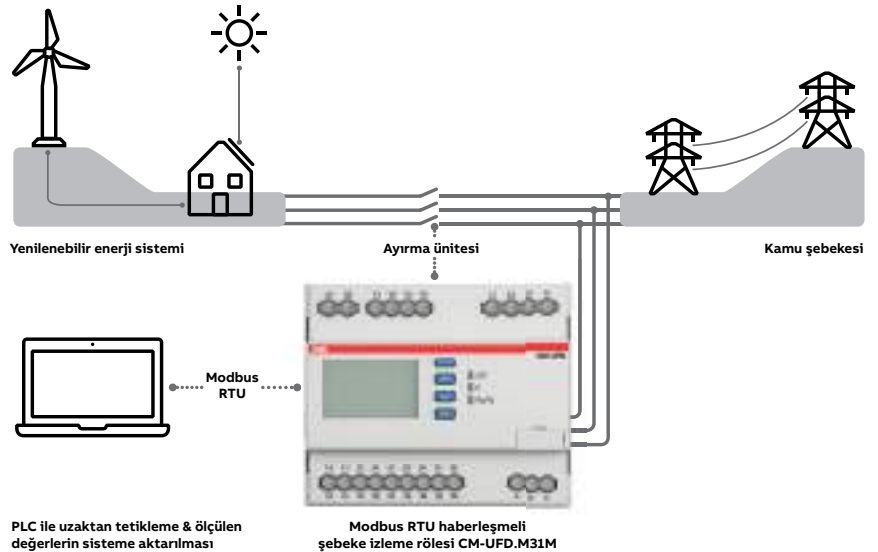 Yenilenebilir enerji sistemi
Ayırma ünitesi
Kamu şebekesi
Modbus
RTU
PLC ile uzaktan tetikleme & ölçülen
değerlerin sisteme aktarılması
Modbus RTU haberleşmeli
şebeke izleme rölesi CM-UFD.M31M